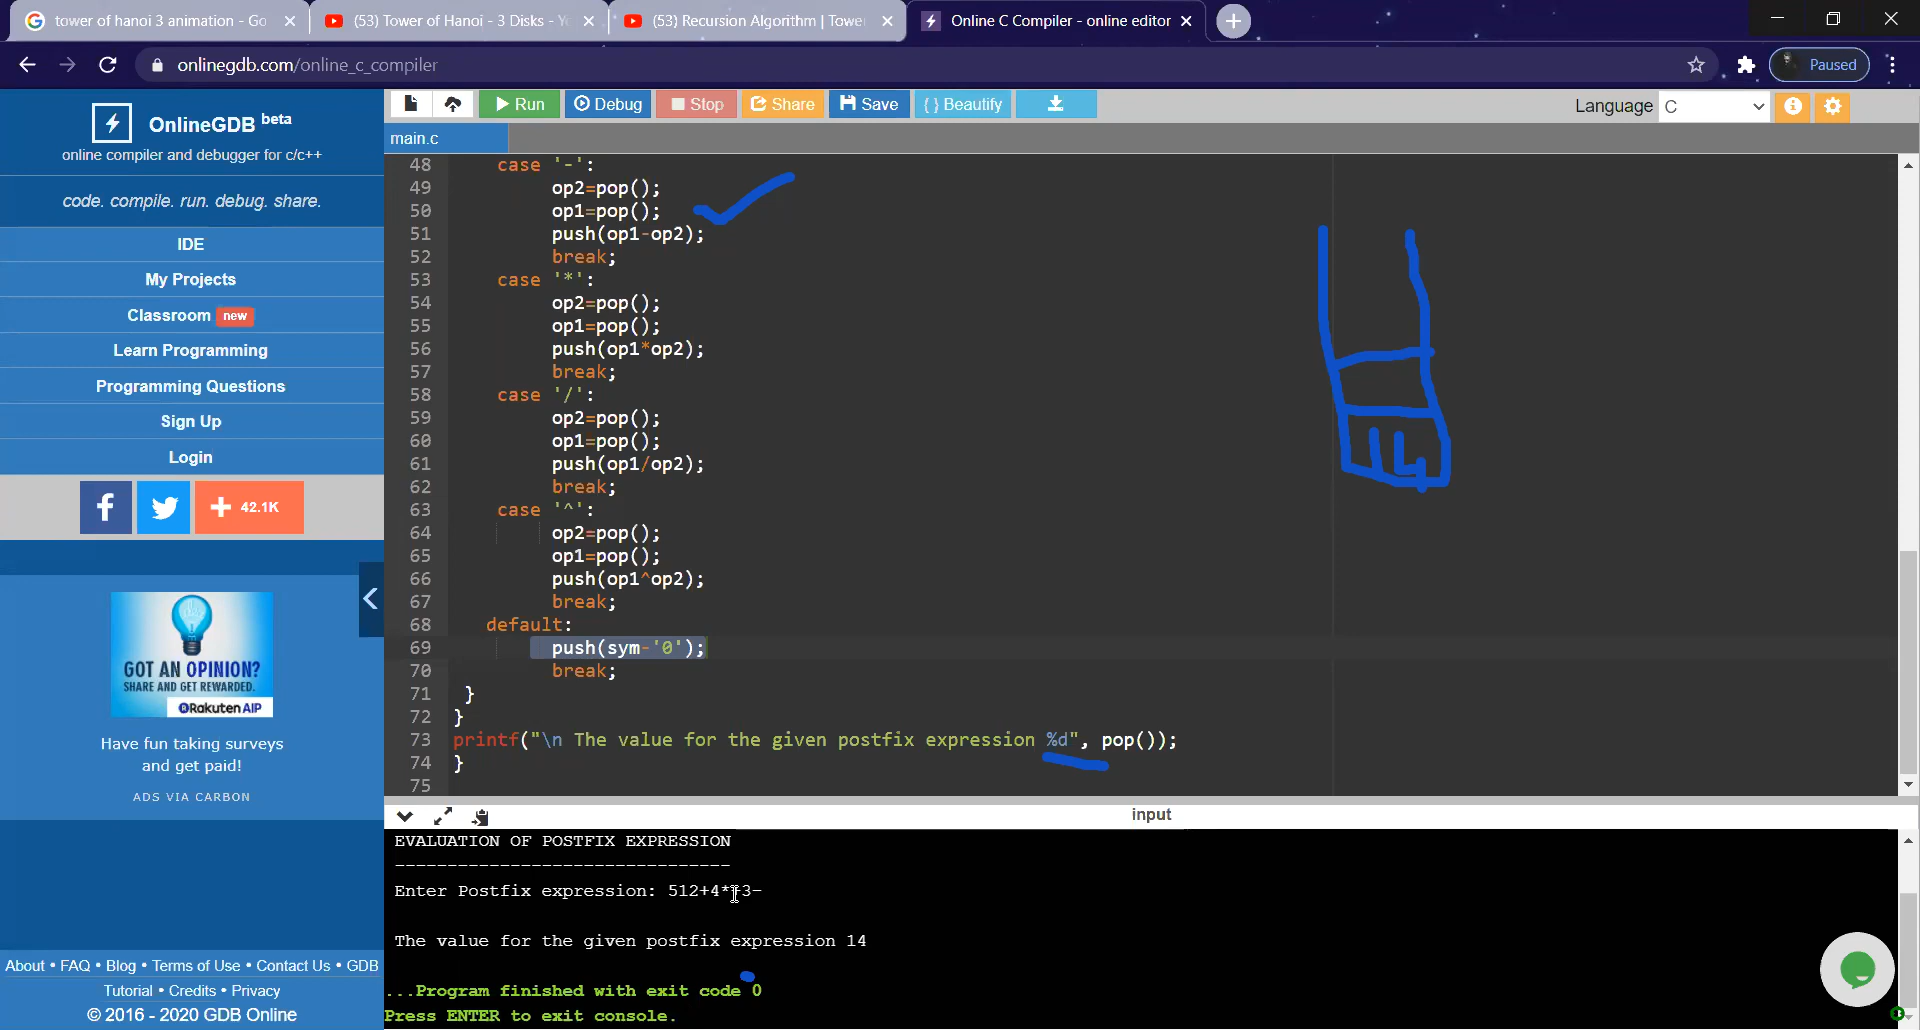 tower of hanoi 3 animation - Go
(53) Tower of Hanoi - 3 Disks - Y
(53) Recursion Algorithm | Towe
Online C Compiler - online editor
onlinegdb.com/online_c_compiler
Paused
OnlineGDB beta
online compiler and debugger for c/c++
code. compile. run. debug. share.
IDE
My Projects
Classroom new
Learn Programming
Programming Questions
Sign Up
Login
42.1K
GOT AN OPINION?
SHARE AND GET REWARDED.
Rakuten AIP
Have fun taking surveys
and get paid!
ADS VIA CARBON
About • FAQ • Blog • Terms of Use • Contact Us • GDB
Tutorial • Credits • Privacy
© 2016 - 2020 GDB Online
Run Debug Stop Share Save {} Beautify
Language C
main.c
48 case '-':
49 op2=pop();
50 op1=pop();
51 push(op1-op2);
52 break;
53 case '*':
54 op2=pop();
55 op1=pop();
56 push(op1*op2);
57 break;
58 case '/':
59 op2=pop();
60 op1=pop();
61 push(op1/op2);
62 break;
63 case '^':
64 op2=pop();
65 op1=pop();
66 push(op1^op2);
67 break;
68 default:
69 push(sym-'0');
70 break;
71 }
72 }
73 printf("\n The value for the given postfix expression %d", pop());
74 }
75
14
input
EVALUATION OF POSTFIX EXPRESSION
--------------------------------
Enter Postfix expression: 512+4*+3-
The value for the given postfix expression 14
...Program finished with exit code 0
Press ENTER to exit console.